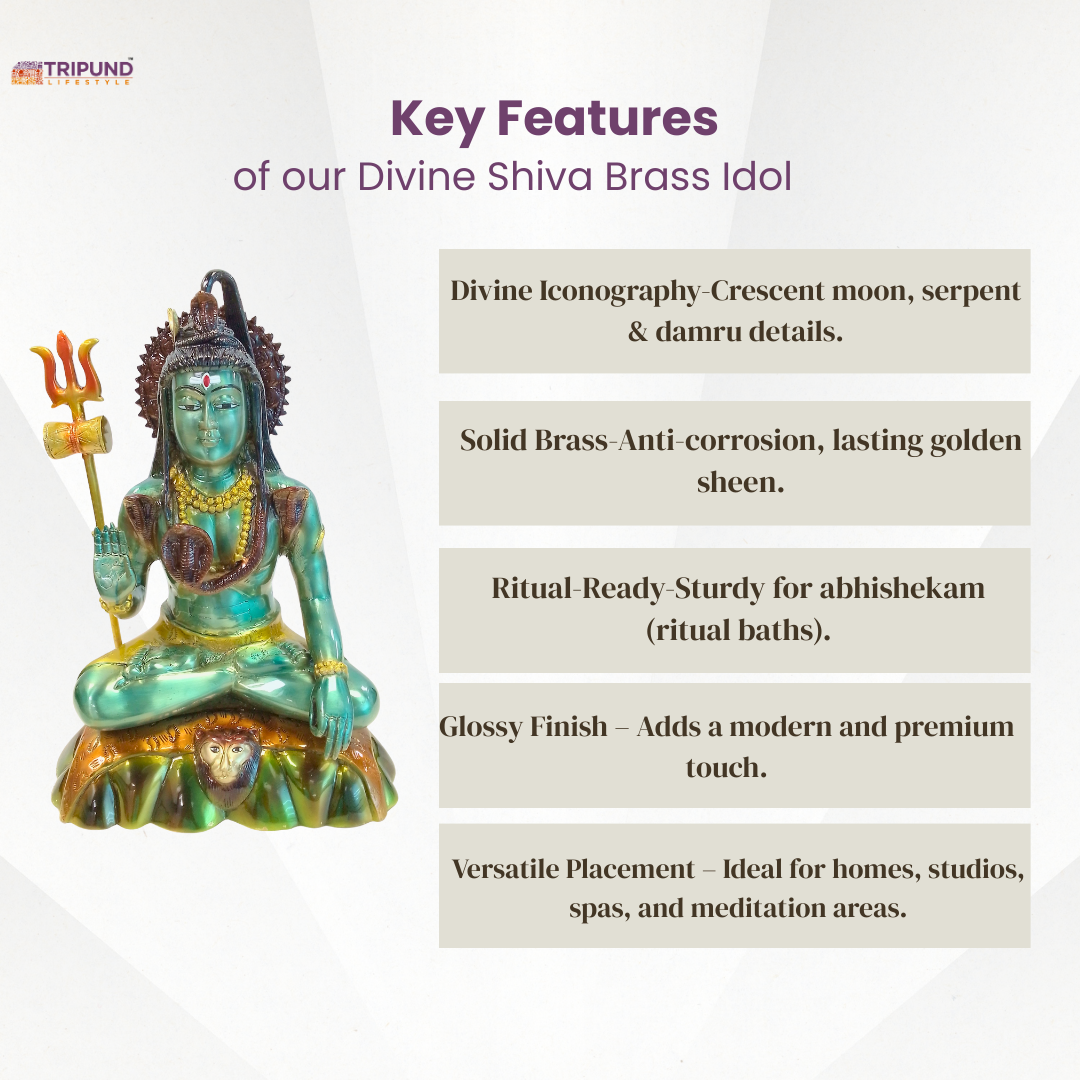 TRIPUND™
LIFESTYLE
Key Features
of our Divine Shiva Brass Idol
Divine Iconography-Crescent moon, serpent
& damru details.
Solid Brass-Anti-corrosion, lasting golden
sheen.
Ritual-Ready-Sturdy for abhishekam
(ritual baths).
Glossy Finish – Adds a modern and premium
touch.
Versatile Placement – Ideal for homes, studios,
spas, and meditation areas.